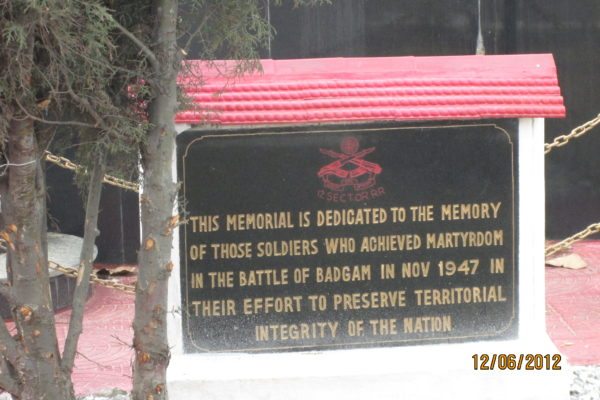 12 SECTOR RR
THIS MEMORIAL IS DEDICATED TO THE MEMORY
OF THOSE SOLDIERS WHO ACHIEVED MARTYRDOM
IN THE BATTLE OF BADGAM IN NOV 1947 IN
THEIR EFFORT TO PRESERVE TERRITORIAL
INTEGRITY OF THE NATION
12/06/2012